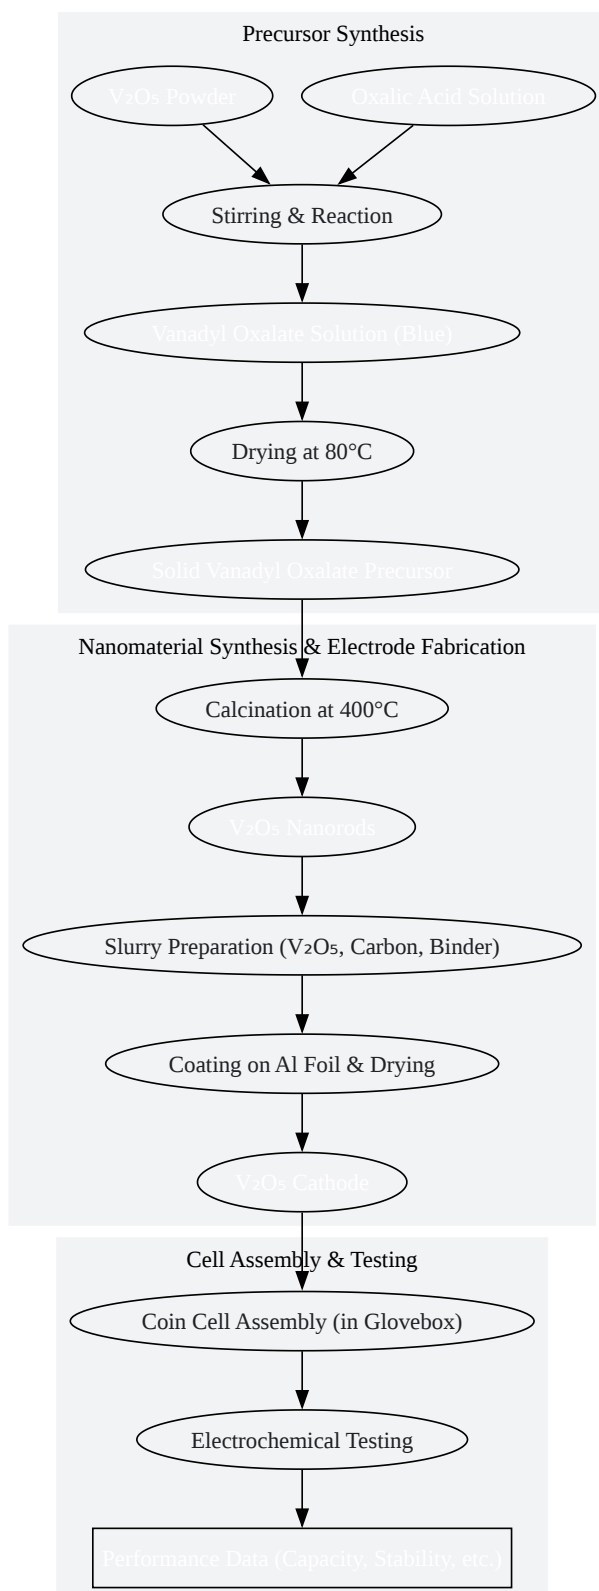 Precursor Synthesis
V₂O₅ Powder
Oxalic Acid Solution
Stirring & Reaction
Vanadyl Oxalate Solution (Blue)
Drying at 80°C
Solid Vanadyl Oxalate Precursor
Nanomaterial Synthesis & Electrode Fabrication
Calcination at 400°C
V₂O₅ Nanorods
Slurry Preparation (V₂O₅, Carbon, Binder)
Coating on Al Foil & Drying
V₂O₅ Cathode
Cell Assembly & Testing
Coin Cell Assembly (in Glovebox)
Electrochemical Testing
Performance Data (Capacity, Stability, etc.)